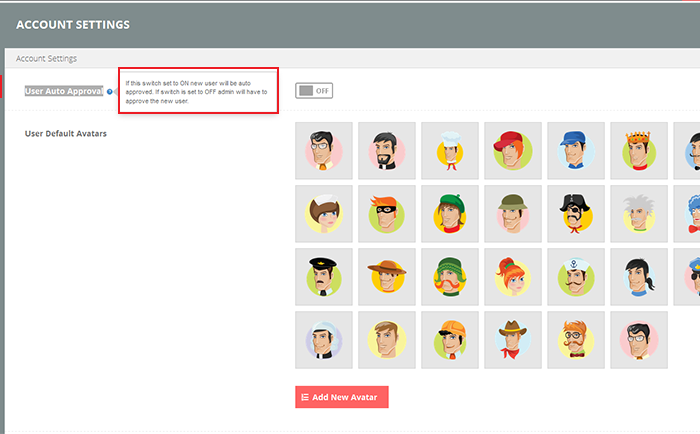 ACCOUNT SETTINGS
Account Settings
User Auto Approval
If this switch set to ON new user will be auto
approved. If switch is set to OFF admin will have to
approve the new user.
OFF
User Default Avatars
Add New Avatar